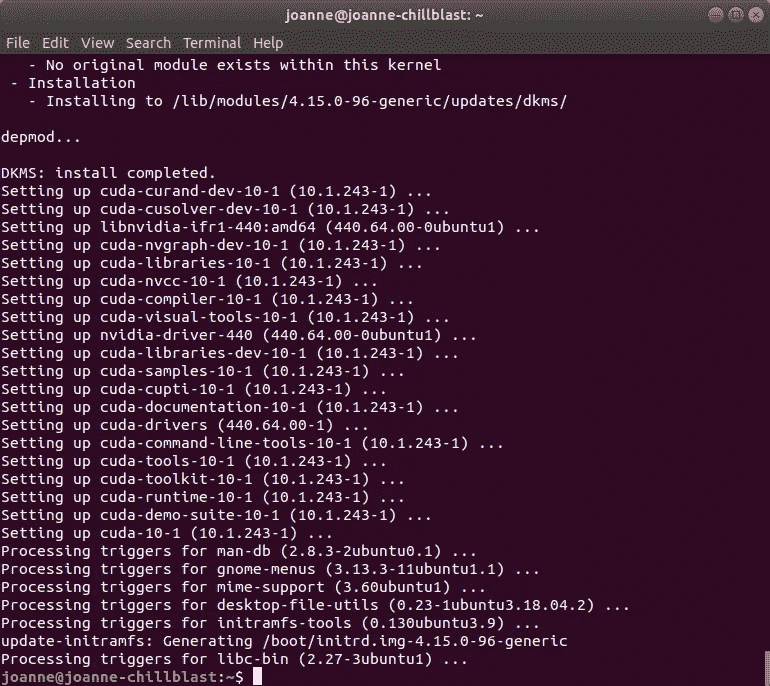 joanne@joanne-chillblast: ~
File Edit View Search Terminal Help
- No original module exists within this kernel
- Installation
- Installing to /lib/modules/4.15.0-96-generic/updates/dkms/
depmod...
DKMS: install completed.
Setting up cuda-curand-dev-10-1 (10.1.243-1) ...
Setting up cuda-cusolver-dev-10-1 (10.1.243-1) ...
Setting up libnvidia-ifr1-440:amd64 (440.64.00-0ubuntu1) ...
Setting up cuda-nvgraph-dev-10-1 (10.1.243-1) ...
Setting up cuda-libraries-10-1 (10.1.243-1) ...
Setting up cuda-nvcc-10-1 (10.1.243-1) ...
Setting up cuda-compiler-10-1 (10.1.243-1) ...
Setting up cuda-visual-tools-10-1 (10.1.243-1) ...
Setting up nvidia-driver-440 (440.64.00-0ubuntu1) ...
Setting up cuda-libraries-dev-10-1 (10.1.243-1) ...
Setting up cuda-samples-10-1 (10.1.243-1) ...
Setting up cuda-cupti-10-1 (10.1.243-1) ...
Setting up cuda-documentation-10-1 (10.1.243-1) ...
Setting up cuda-drivers (440.64.00-1) ...
Setting up cuda-command-line-tools-10-1 (10.1.243-1) ...
Setting up cuda-tools-10-1 (10.1.243-1) ...
Setting up cuda-toolkit-10-1 (10.1.243-1) ...
Setting up cuda-runtime-10-1 (10.1.243-1) ...
Setting up cuda-demo-suite-10-1 (10.1.243-1) ...
Setting up cuda-10-1 (10.1.243-1) ...
Processing triggers for man-db (2.8.3-2ubuntu0.1) ...
Processing triggers for gnome-menus (3.13.3-11ubuntu1.1) ...
Processing triggers for mime-support (3.60ubuntu1) ...
Processing triggers for desktop-file-utils (0.23-1ubuntu3.18.04.2) ...
Processing triggers for initramfs-tools (0.130ubuntu3.9) ...
update-initramfs: Generating /boot/initrd.img-4.15.0-96-generic
Processing triggers for libc-bin (2.27-3ubuntu1) ...
joanne@joanne-chillblast:~$